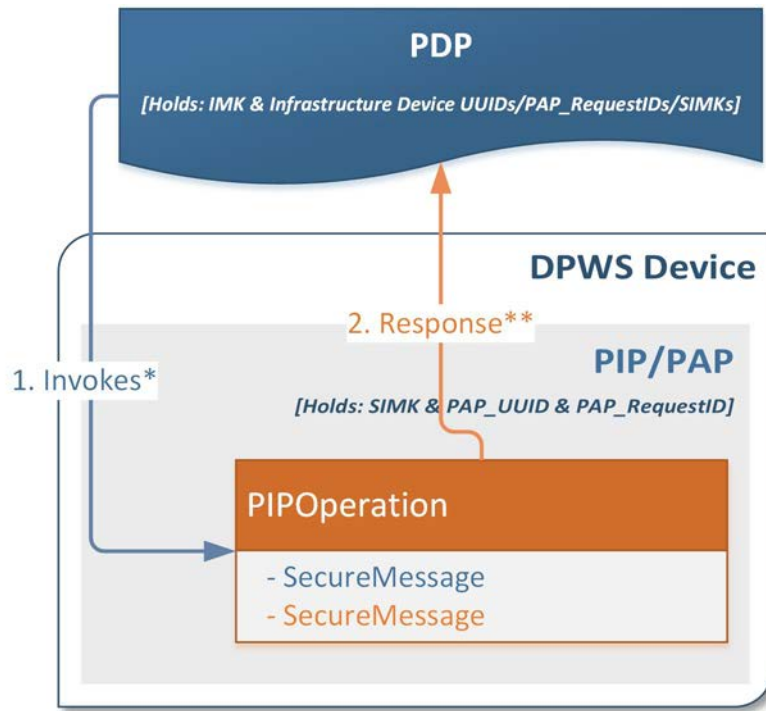 PDP
[Holds: IMK & Infrastructure Device UUIDs/PAP_RequestIDs/SIMKs]
DPWS Device
2. Response**
PIP/PAP
1. Invokes*
[Holds: SIMK & PAP_UUID & PAP_RequestID]
PIPOperation
- SecureMessage
- SecureMessage